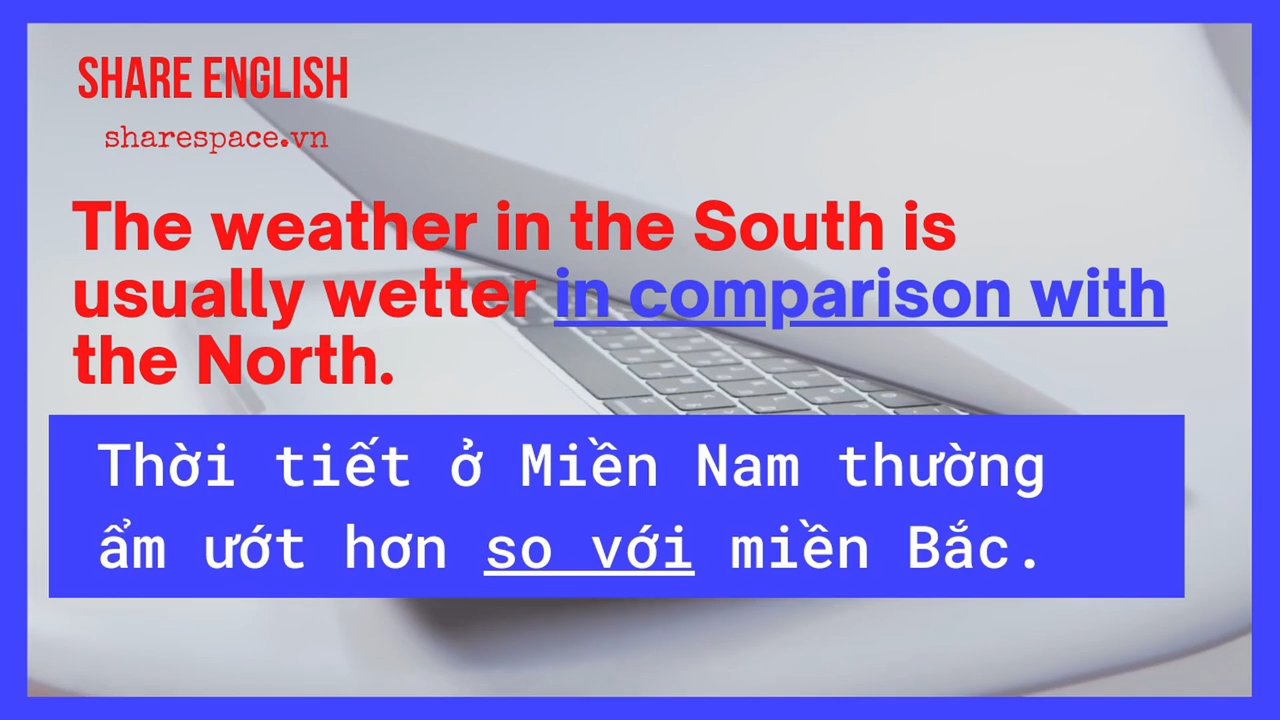 SHARE ENGLISH
sharespace.vn
The weather in the South is
usually wetter in comparison with
the North.
Thời tiết ở Miền Nam thường
ẩm ướt hơn so với miền Bắc.